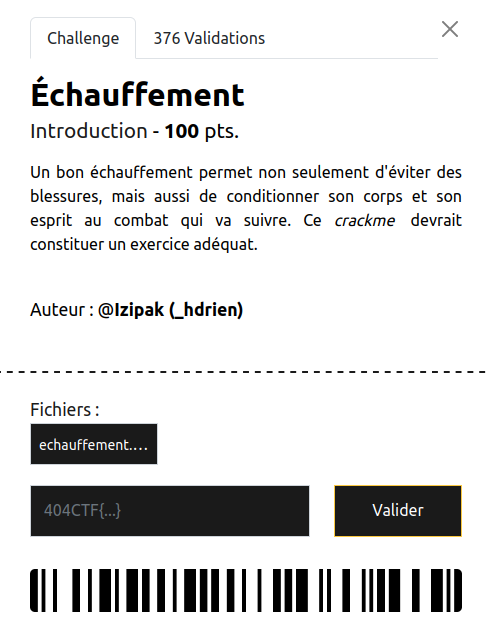 Challenge
376 Validations
Échauffement
Introduction - 100 pts.
Un bon échauffement permet non seulement d'éviter des
blessures, mais aussi de conditionner son corps et son
esprit au combat qui va suivre. Ce crackme devrait
constituer un exercice adéquat.
Auteur : @Izipak (_hdrien)
Fichiers :
echauffement.…
404CTF{...}
Valider